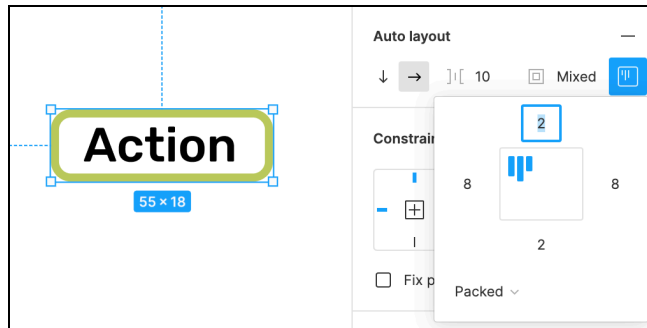 Auto layout
10 Mixed
Action
55 × 18
Constrai
2
8 8
2
Fix p
Packed